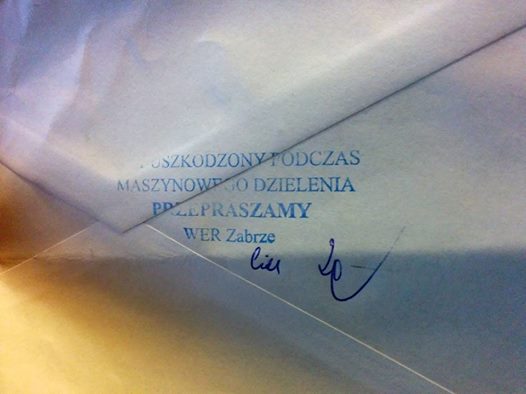 USZKODZONY PODCZAS
MASZYNOWEGO DZIELENIA
PRZEPRASZAMY
WER Zabrze